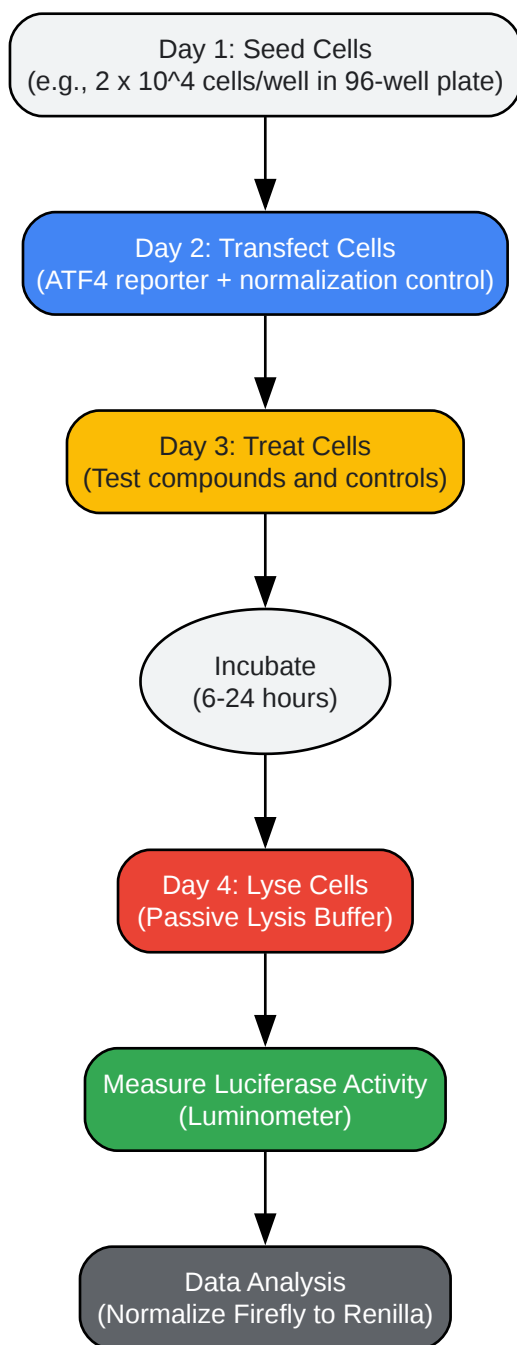 Day 1: Seed Cells
(e.g., 2 x 10^4 cells/well in 96-well plate)
Day 2: Transfect Cells
(ATF4 reporter + normalization control)
Day 3: Treat Cells
(Test compounds and controls)
Incubate
(6-24 hours)
Day 4: Lyse Cells
(Passive Lysis Buffer)
Measure Luciferase Activity
(Luminometer)
Data Analysis
(Normalize Firefly to Renilla)